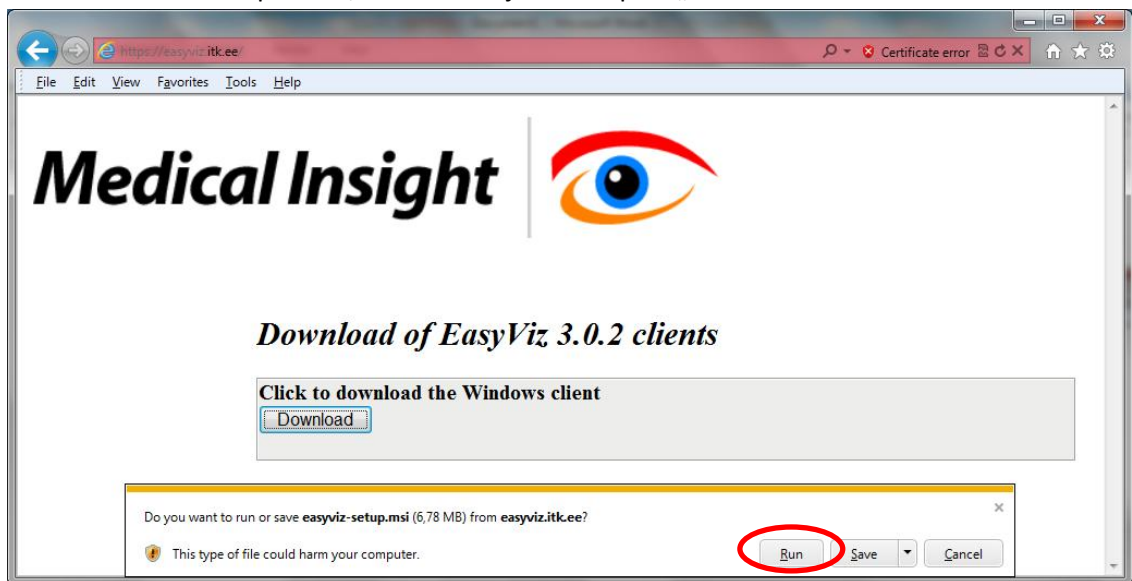 https://easyviz.itk.ee/
Certificate error
File Edit View Favorites Tools Help
Medical Insight
Download of EasyViz 3.0.2 clients
Click to download the Windows client
Download
Do you want to run or save easyviz-setup.msi (6,78 MB) from easyviz.itk.ee?
This type of file could harm your computer.
Run Save Cancel